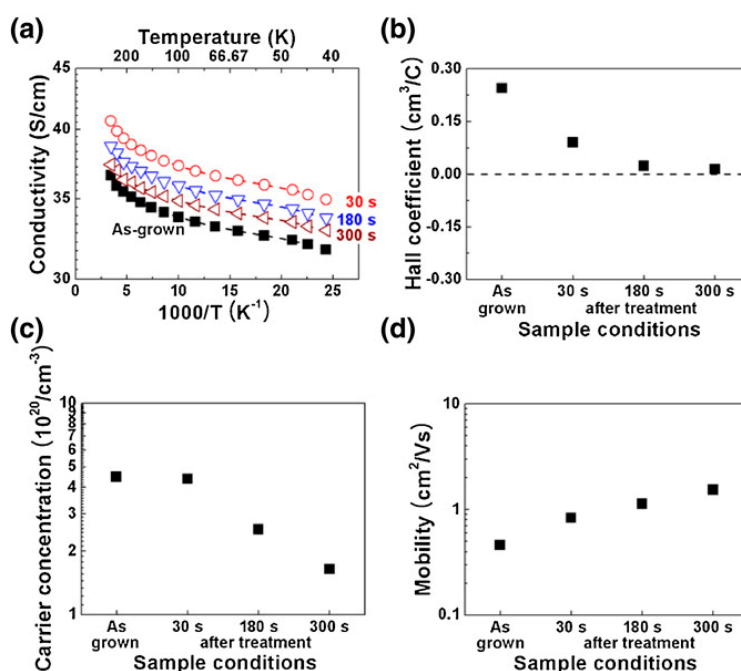 (a)
Temperature (K)
200 100 66.67 50 40
45
40
35
30
Conductivity (S/cm)
30 s
180 s
300 s
As-grown
0 5 10 15 20 25
1000/T (K-1)
(b)
0.30
0.15
0.00
-0.15
-0.30
Hall coefficient (cm3/C)
As grown 30 s 180 s 300 s
after treatment
Sample conditions
(c)
10
9
8
7
6
5
4
3
2
1
Carrier concentration (1020/cm-3)
As grown 30 s 180 s 300 s
after treatment
Sample conditions
(d)
10
1
0.1
Mobility (cm2/Vs)
As grown 30 s 180 s 300 s
after treatment
Sample conditions